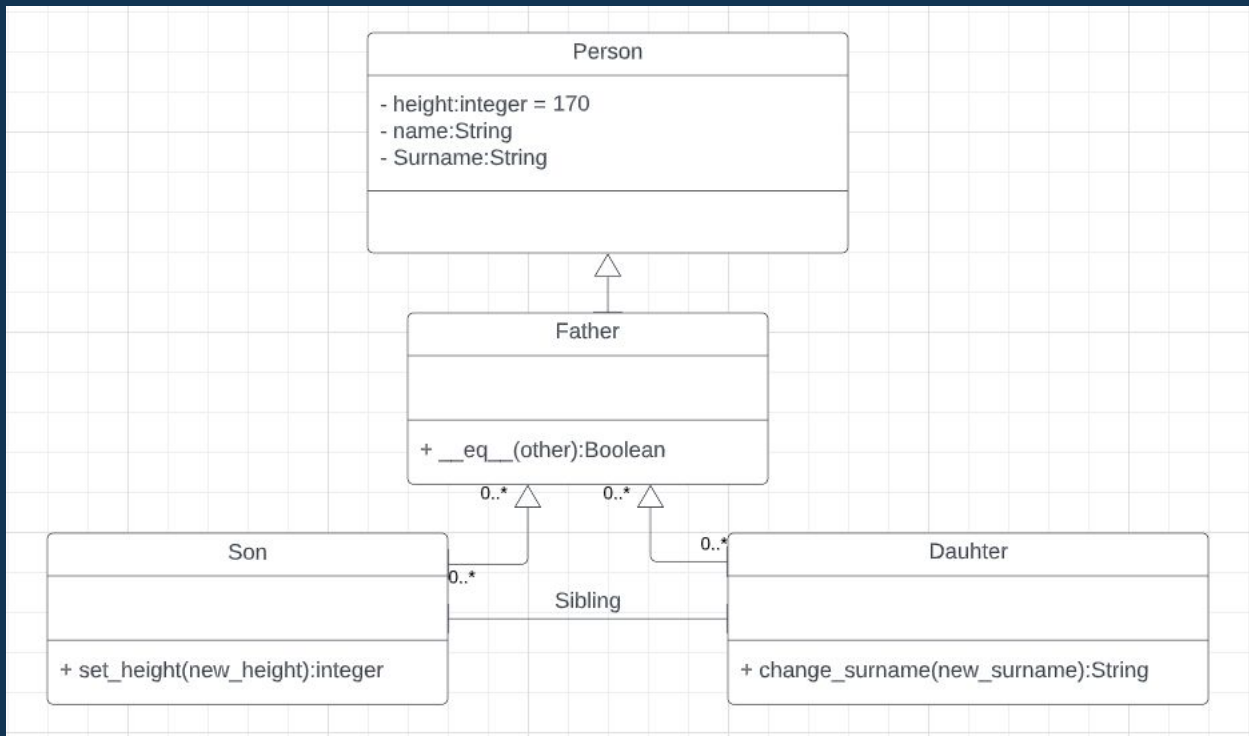 Person
- height:integer = 170
- name:String
- Surname:String
Father
+ __eq__(other):Boolean
0..*
0..*
Son
0..*
+ set_height(new_height):integer
Sibling
0..*
Dauhter
+ change_surname(new_surname):String